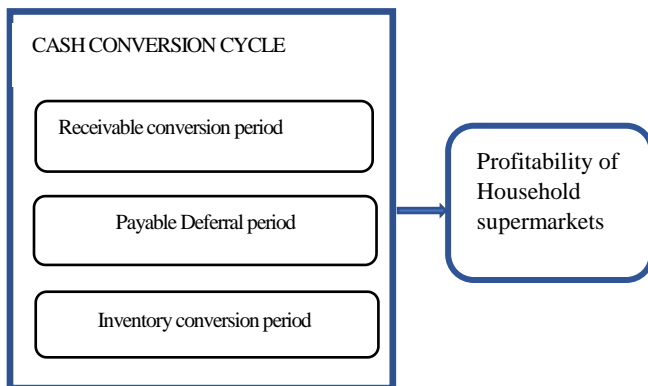 CASH CONVERSION CYCLE
Receivable conversion period
Payable Deferral period
Inventory conversion period
Profitability of
Household
supermarkets